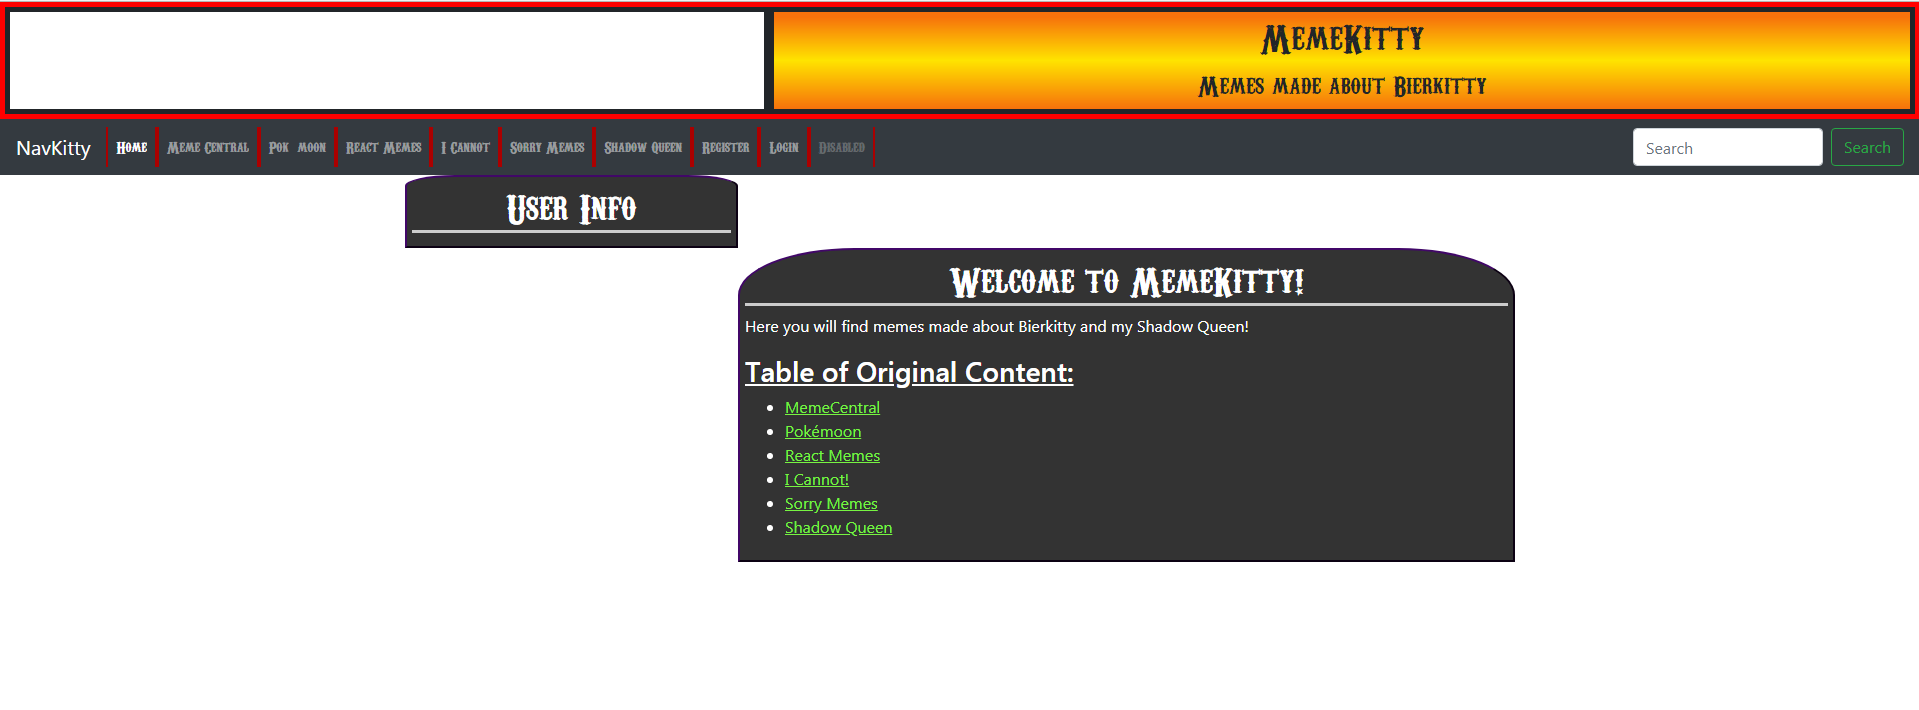 MemeKitty
Memes made about Bierkitty
NavKitty Home Meme Central Pok moon React Memes I Cannot Sorry Memes Shadow Queen Register Login Disabled Search Search
User Info
Welcome to MemeKitty!
Here you will find memes made about Bierkitty and my Shadow Queen!
Table of Original Content:
MemeCentral
Pokémoon
React Memes
I Cannot!
Sorry Memes
Shadow Queen